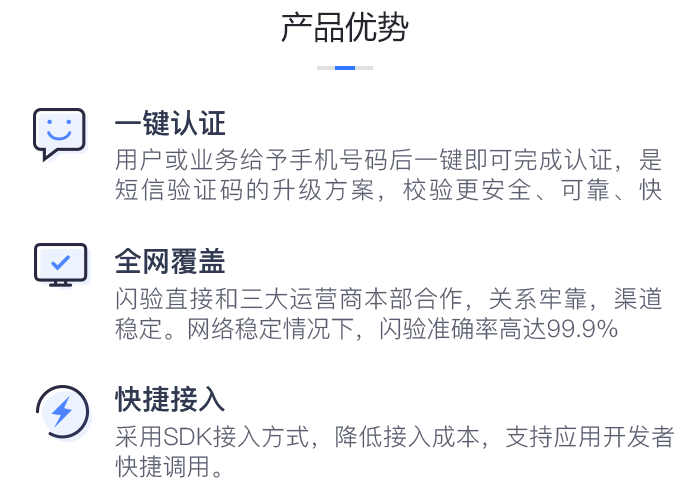 产品优势
一键认证
用户或业务给予手机号码后一键即可完成认证，是
短信验证码的升级方案，校验更安全、可靠、快
全网覆盖
闪验直接和三大运营商本部合作，关系牢靠，渠道
稳定。网络稳定情况下，闪验准确率高达99.9%
快捷接入
采用SDK接入方式，降低接入成本，支持应用开发者
快捷调用。